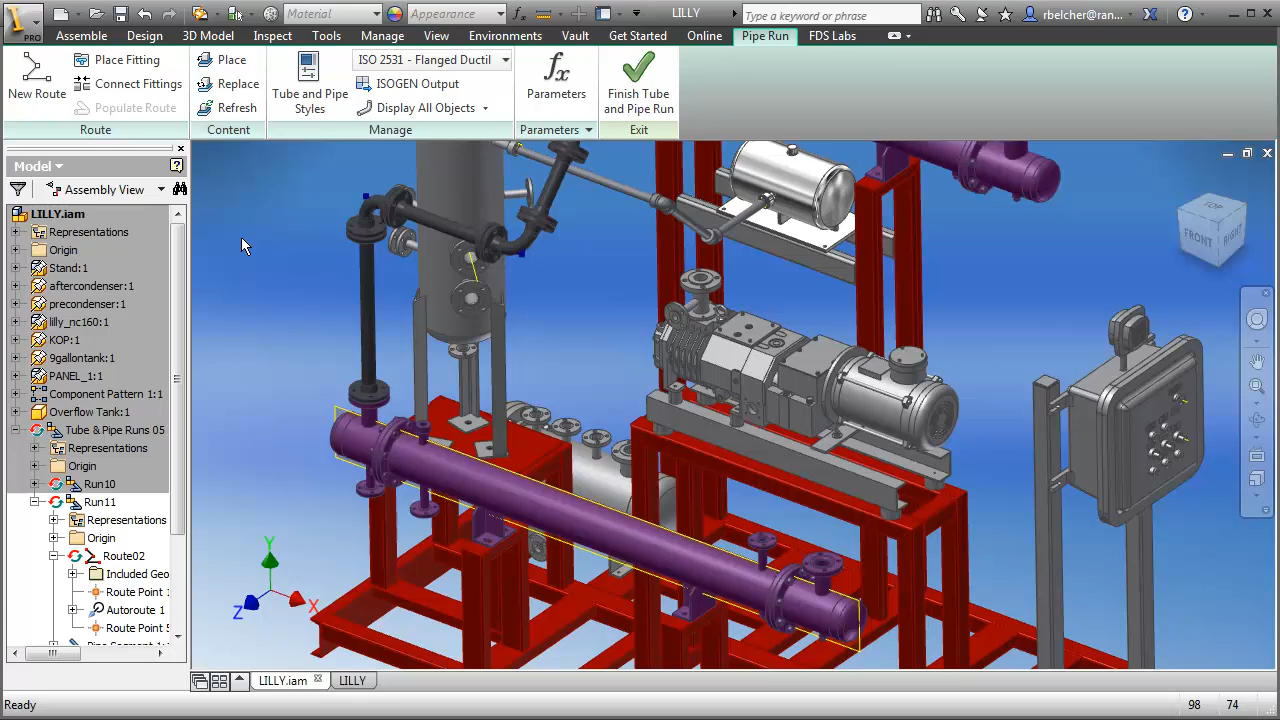 PRO
Material
Appearance
LILLY
Type a keyword or phrase
rbelcher@ran...
Assemble Design 3D Model Inspect Tools Manage View Environments Vault Get Started Online Pipe Run FDS Labs
New Route
Place Fitting
Connect Fittings
Populate Route
Route
Place
Replace
Refresh
Content
Tube and Pipe
Styles
ISO 2531 - Flanged Ductil
ISOGEN Output
Display All Objects
Manage
fx
Parameters
Parameters
Finish Tube
and Pipe Run
Exit
Model
Assembly View
LILLY.iam
Representations
Origin
Stand:1
aftercondenser:1
precondenser:1
lilly_nc160:1
KOP:1
9gallontank:1
PANEL_1:1
Component Pattern 1:1
Overflow Tank:1
Tube & Pipe Runs 05
Representations
Origin
Run10
Run11
Representations
Origin
Route02
Included Geo
Route Point
Autoroute 1
Route Point
TOP
FRONT
RIGHT
Y
Z
X
LILLY.iam
LILLY
Ready
98 74